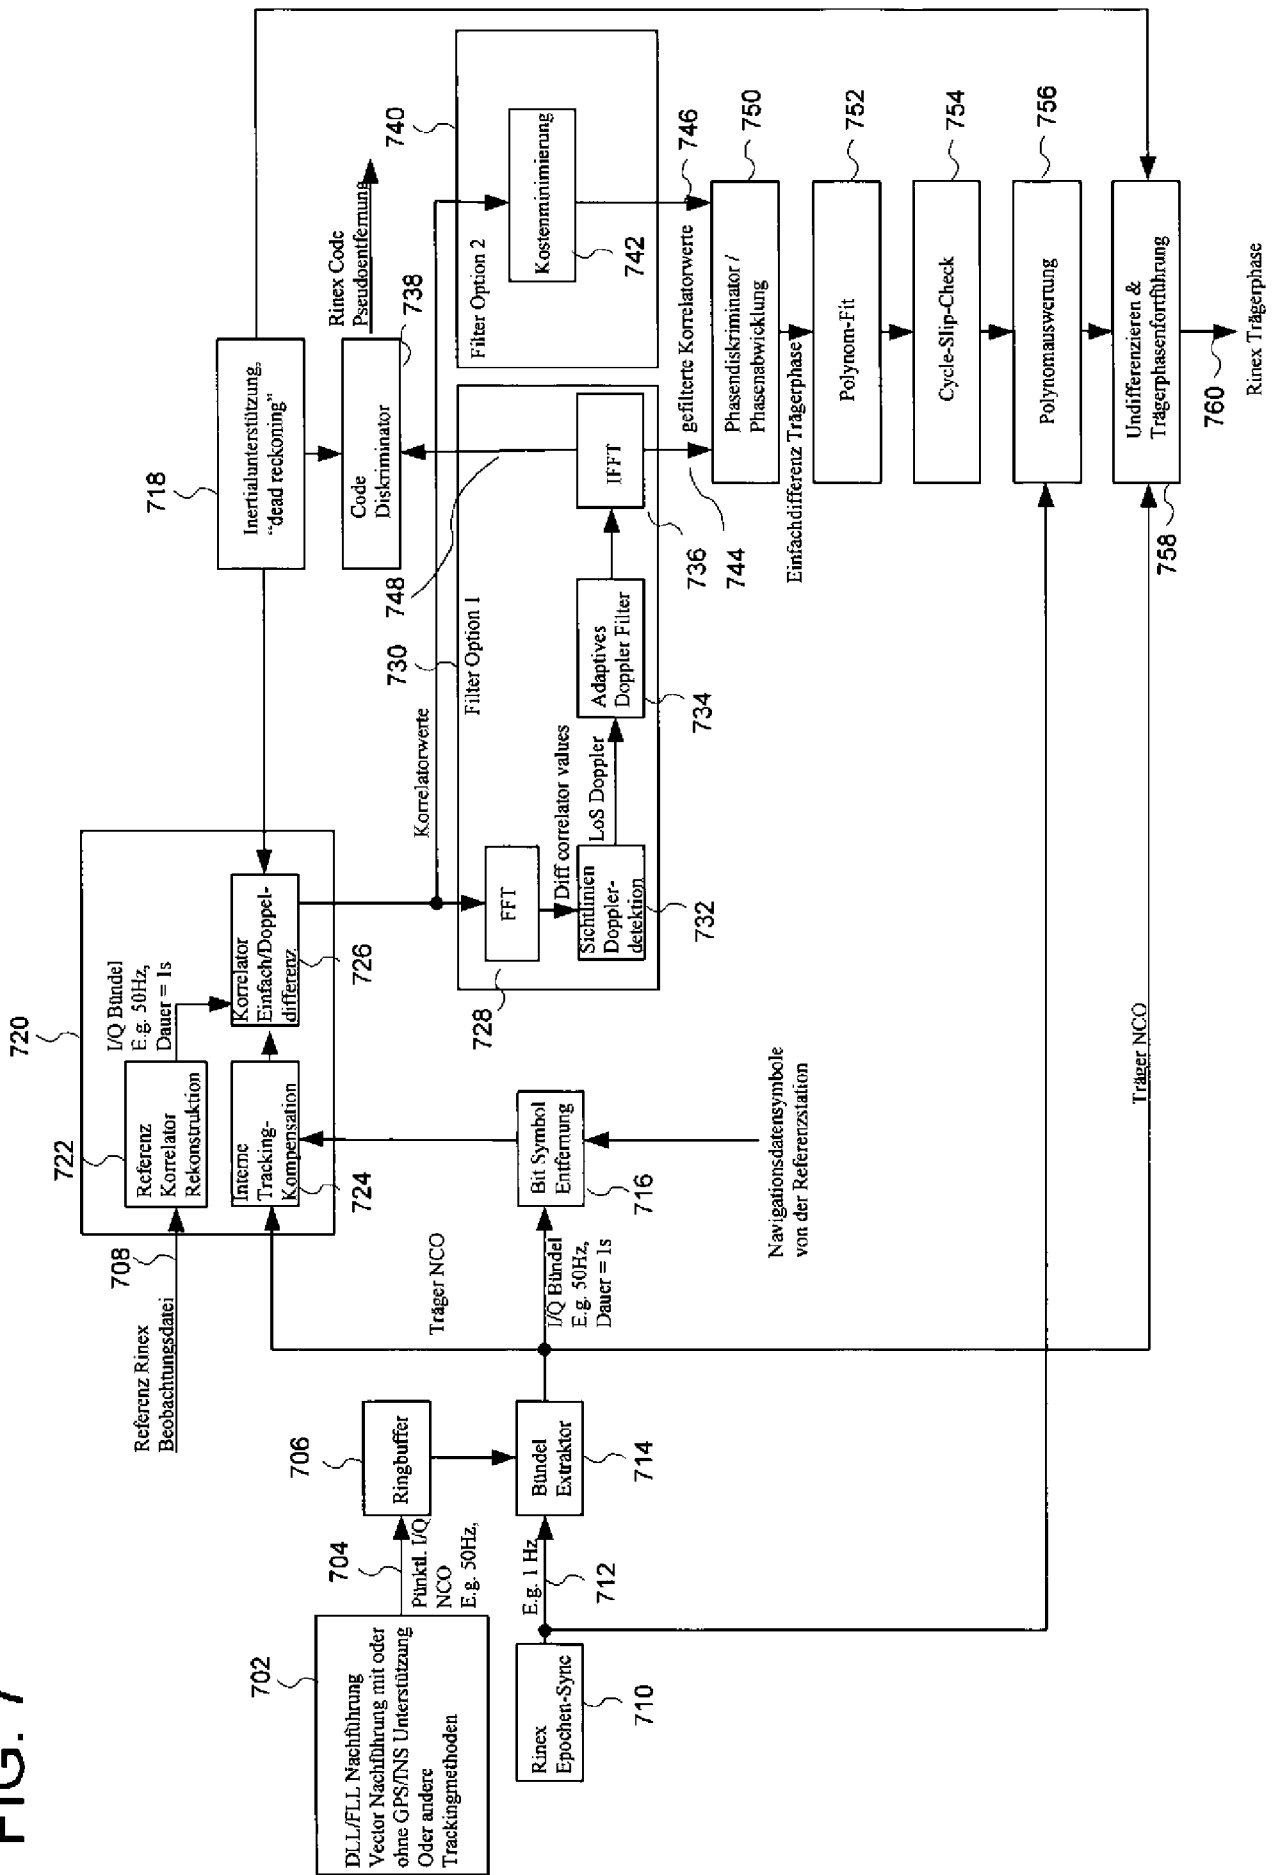 FIG. 7
702
DLL/FLL Nachführung
Vector Nachführung mit oder
ohne GPS/INS Unterstützung
Oder andere
Trackingmethoden
704
Pünktl. I/Q
NCO
E.g. 50Hz,
706
Ringbuffer
Rinex
Epochen-Sync
710
E.g. 1 Hz
712
Bündel
Extraktor
714
Referenz Rinex
Beobachtungsdatei
708
Träger NCO
I/Q Bündel
E.g. 50Hz,
Dauer = 1s
Bit Symbol
Entfernung
716
Navigationsdatensymbole
von der Referenzstation
720
722
Referenz
Korrelator
Rekonstruktion
I/Q Bündel
E.g. 50Hz,
Dauer = 1s
Interne
Tracking-
Kompensation
724
Korrelator
Einfach/Doppel-
differenz
726
718
Inertialunterstützung,
“dead reckoning”
Korrelatorwerte
730
Filter Option 1
FFT
728
Diff correlator values
Sichtlinien
Doppler-
detektion
732
LoS Doppler
Adaptives
Doppler Filter
734
IFFT
736
748
Code
Diskriminator
738
Rinex Code
Pseudoentfernung
740
Filter Option 2
Kostenminimierung
742
744
gefilterte Korrelatorwerte
746
Phasendiskriminator /
Phasenabwicklung
750
Einfachdifferenz Trägerphase
Polynom-Fit
752
Cycle-Slip-Check
754
Polynomauswertung
756
Träger NCO
Undifferenzieren &
Trägerphasenfortführung
758
760
Rinex Trägerphase